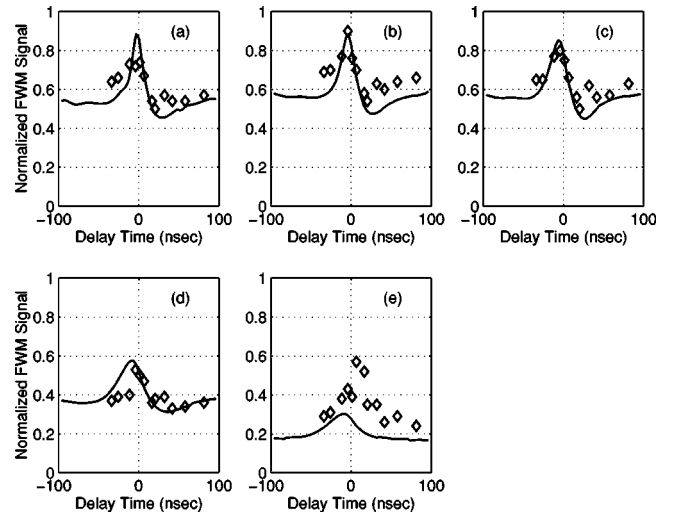 (a) (b) (c)
Normalized FWM Signal
1 1 1
0.8 0.8 0.8
0.6 0.6 0.6
0.4 0.4 0.4
0.2 0.2 0.2
0 0 0
−100 0 100 −100 0 100 −100 0 100
Delay Time (nsec) Delay Time (nsec) Delay Time (nsec)
(d) (e)
Normalized FWM Signal
1 1
0.8 0.8
0.6 0.6
0.4 0.4
0.2 0.2
0 0
−100 0 100 −100 0 100
Delay Time (nsec) Delay Time (nsec)